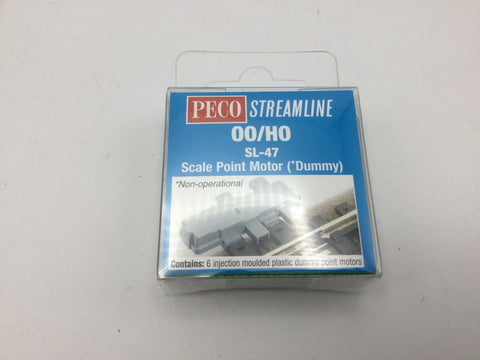 PECO STREAMLINE
OO/HO
SL-47
Scale Point Motor (*Dummy)
*Non-operational
Contains: 6 injection moulded plastic dummy point motors